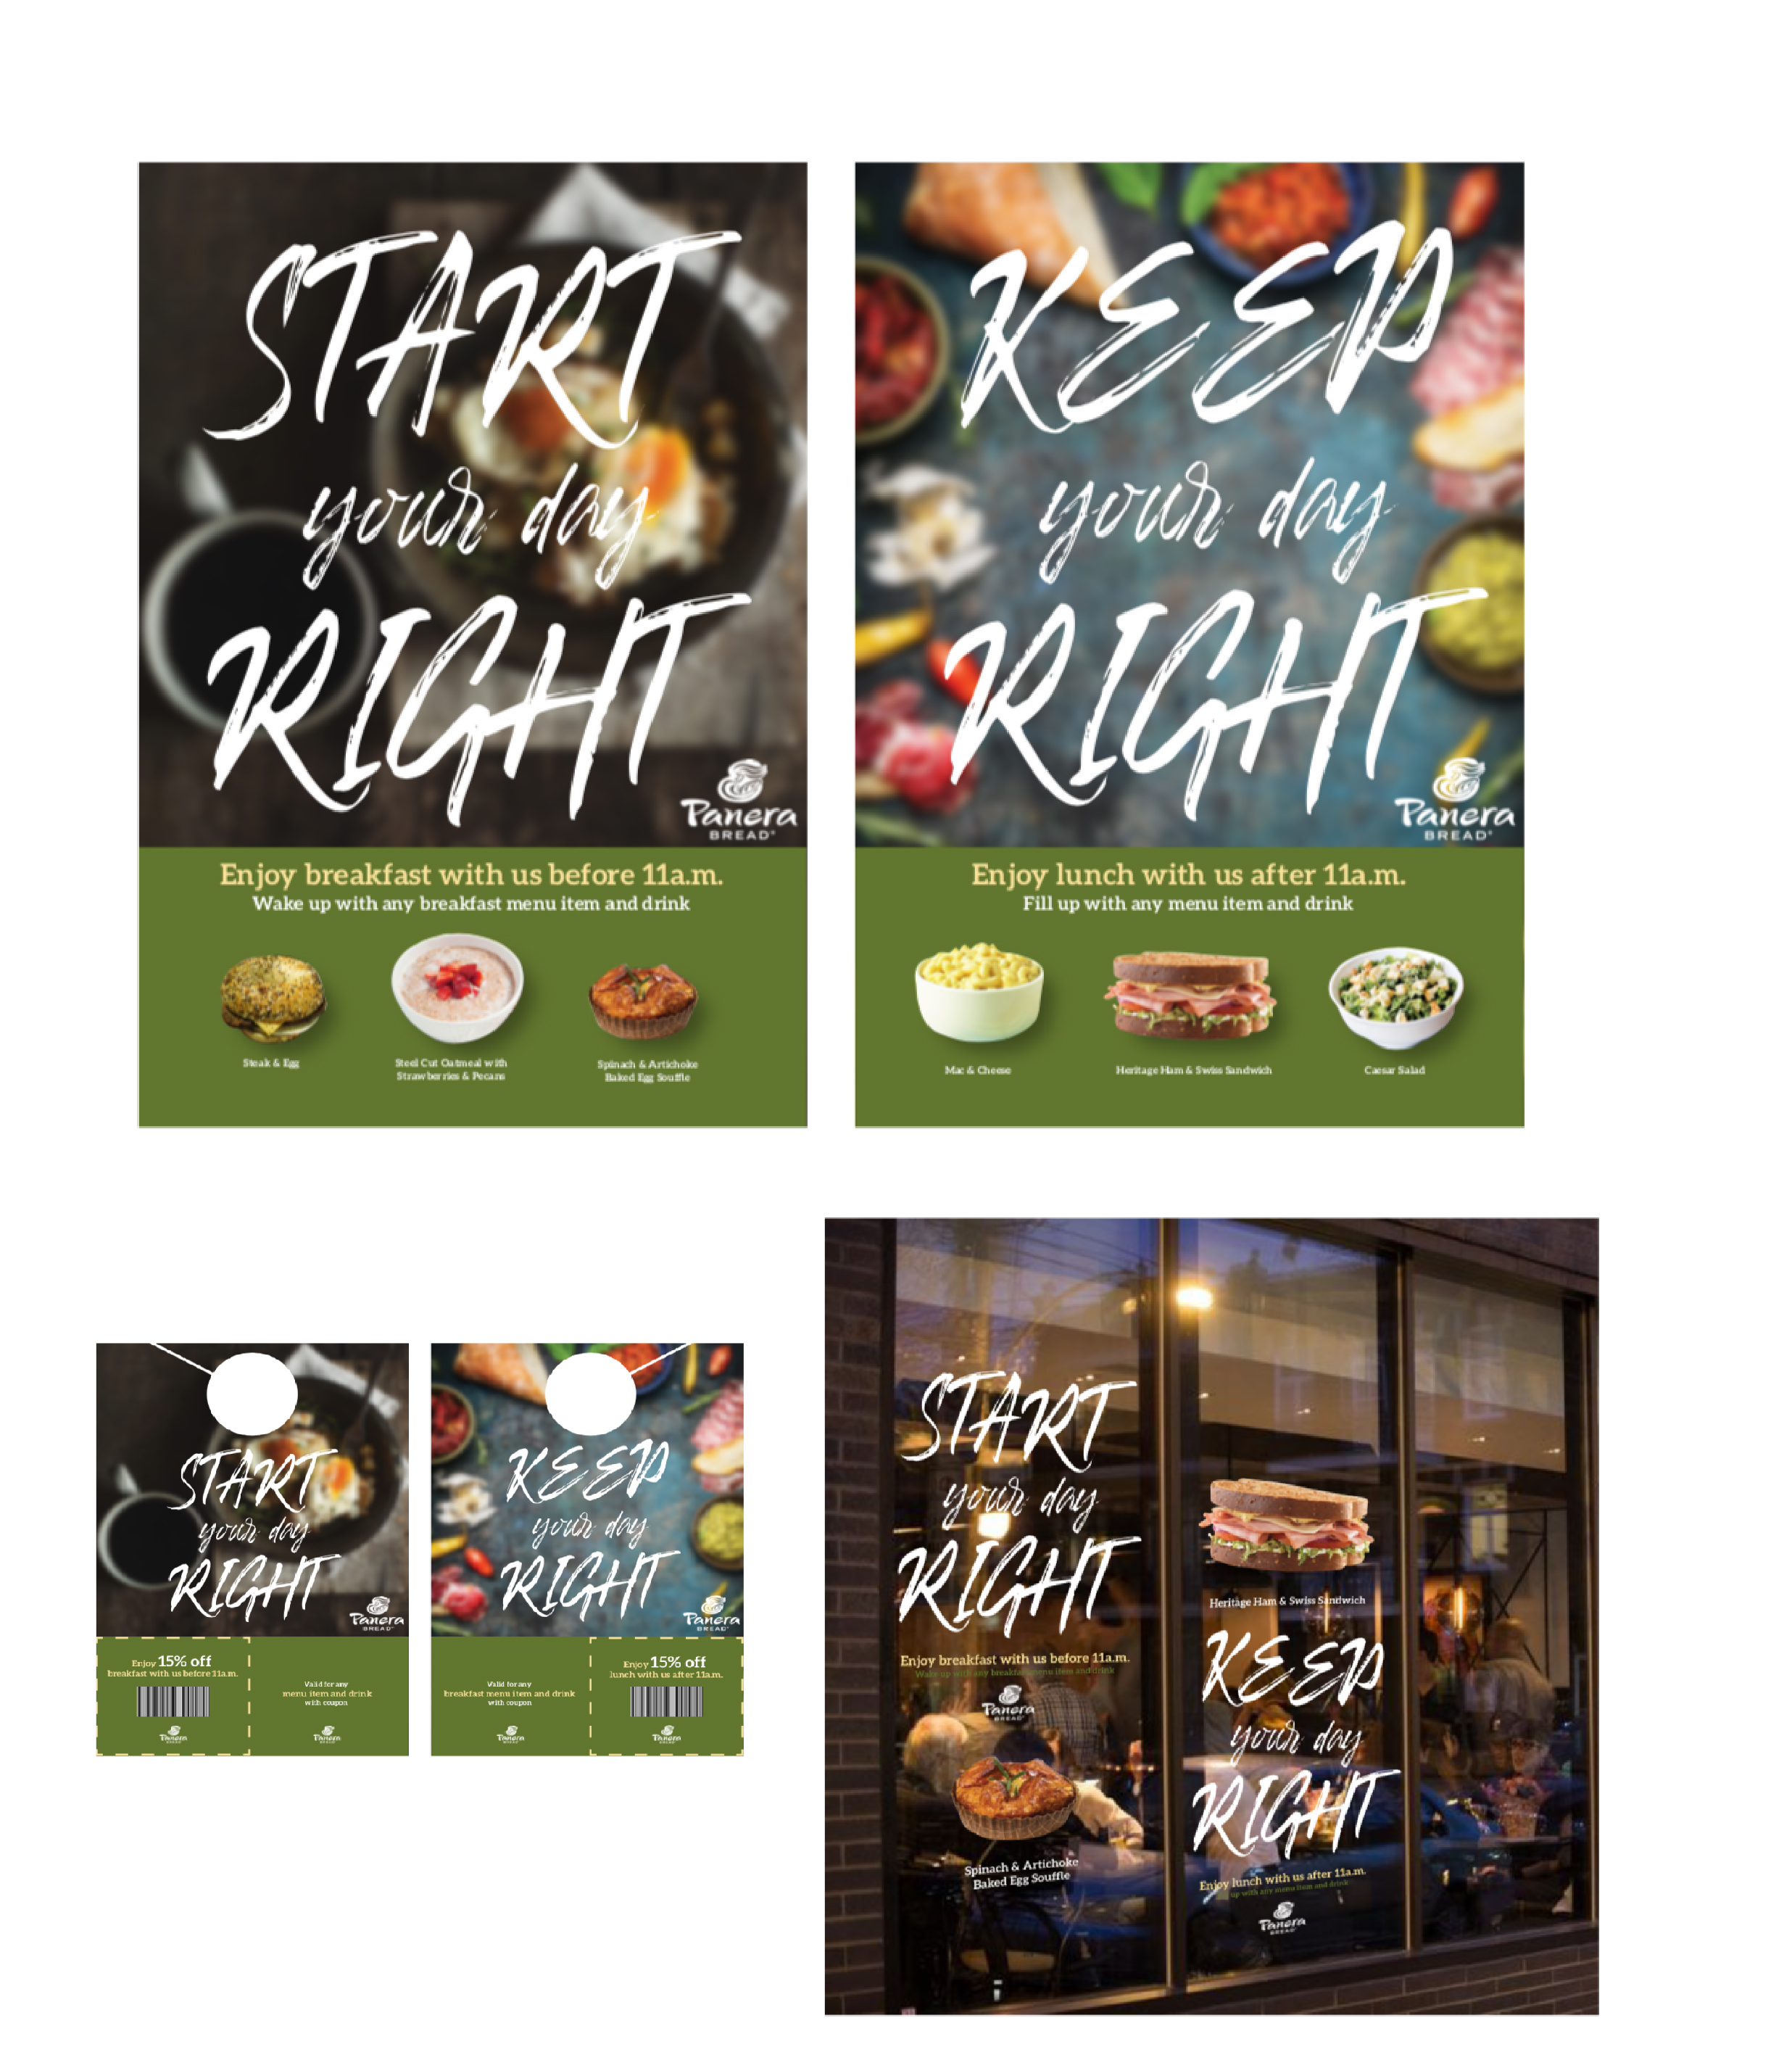 START
your day
RIGHT
Panera
BREAD®
Enjoy breakfast with us before 11a.m.
Wake up with any breakfast menu item and drink
Steak & Egg
Steel Cut Oatmeal with
Strawberries & Pecans
Spinach & Artichoke
Baked Egg Souffle
KEEP
your day
RIGHT
Panera
BREAD®
Enjoy lunch with us after 11a.m.
Fill up with any menu item and drink
Mac & Cheese
Heritage Ham & Swiss Sandwich
Caesar Salad
START
your day
RIGHT
Panera
BREAD®
Enjoy 15% off
breakfast with us before 11a.m.
Panera
BREAD
Valid for any
menu item and drink
with coupon
Panera
BREAD
KEEP
your day
RIGHT
Panera
BREAD®
Valid for any
breakfast menu item and drink
with coupon
Panera
BREAD
Enjoy 15% off
lunch with us after 11a.m.
Panera
BREAD
START
your day
RIGHT
Enjoy breakfast with us before 11a.m.
Wake up with any breakfast menu item and drink
Panera
BREAD
Spinach & Artichoke
Baked Egg Souffle
Heritage Ham & Swiss Sandwich
KEEP
your day
RIGHT
Enjoy lunch with us after 11a.m.
up with any menu item and drink
Panera
BREAD